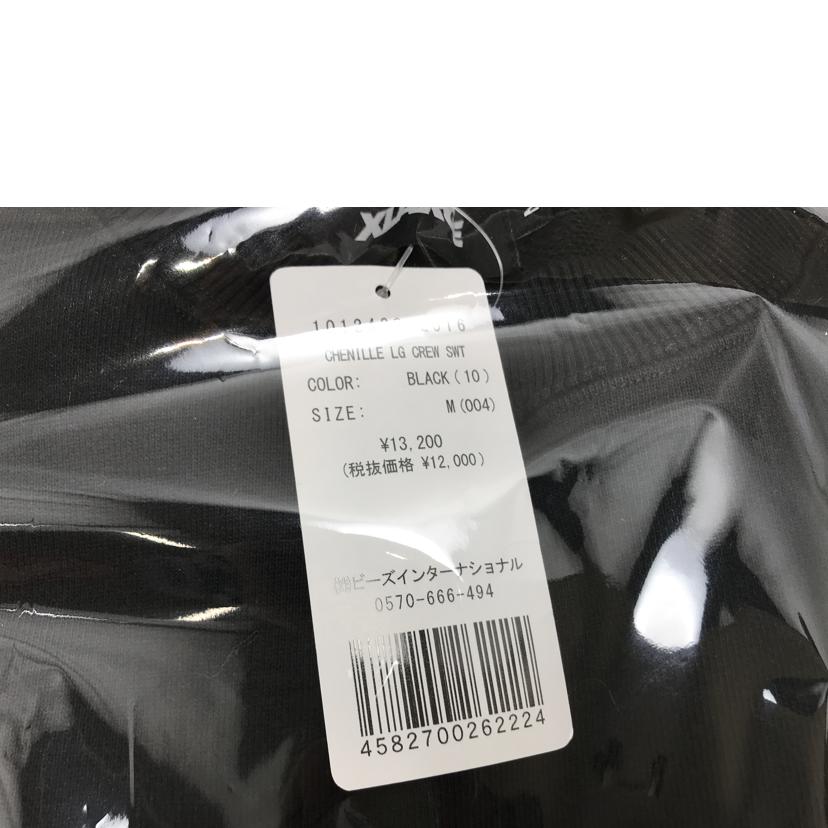 CHENILLE LG CREW SWT
COLOR: BLACK(10)
SIZE: M(004)
¥13,200
(税抜価格 ¥12,000)
㈱ビーズインターナショナル
0570-666-494
4582700262224